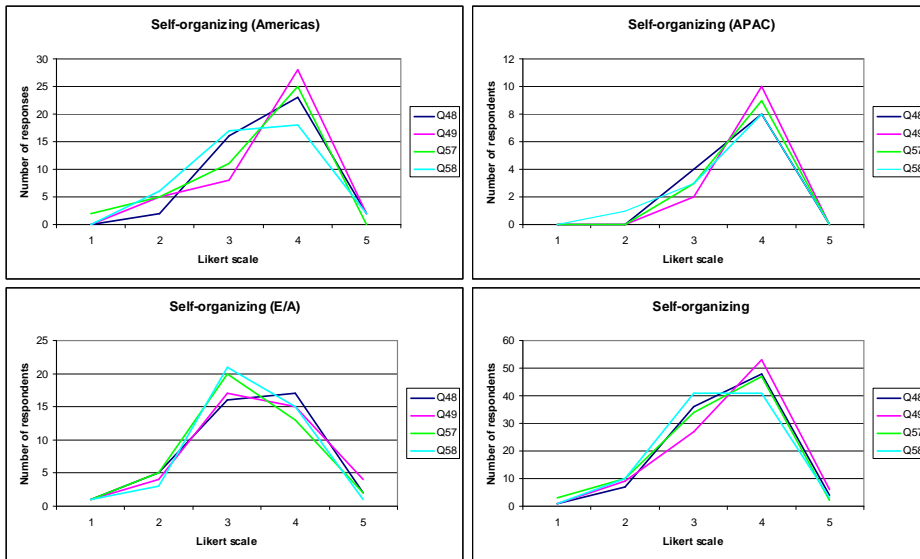 Self-organizing (Americas)
30
25
20
15
10
5
0
Number of responses
1 2 3 4 5
Likert scale
Q48
Q49
Q57
Q58
Self-organizing (APAC)
12
10
8
6
4
2
0
Number of respondents
1 2 3 4 5
Likert scale
Q48
Q49
Q57
Q58
Self-organizing (E/A)
25
20
15
10
5
0
Number of respondents
1 2 3 4 5
Likert scale
Q48
Q49
Q57
Q58
Self-organizing
60
50
40
30
20
10
0
Number of respondents
1 2 3 4 5
Likert scale
Q48
Q49
Q57
Q58